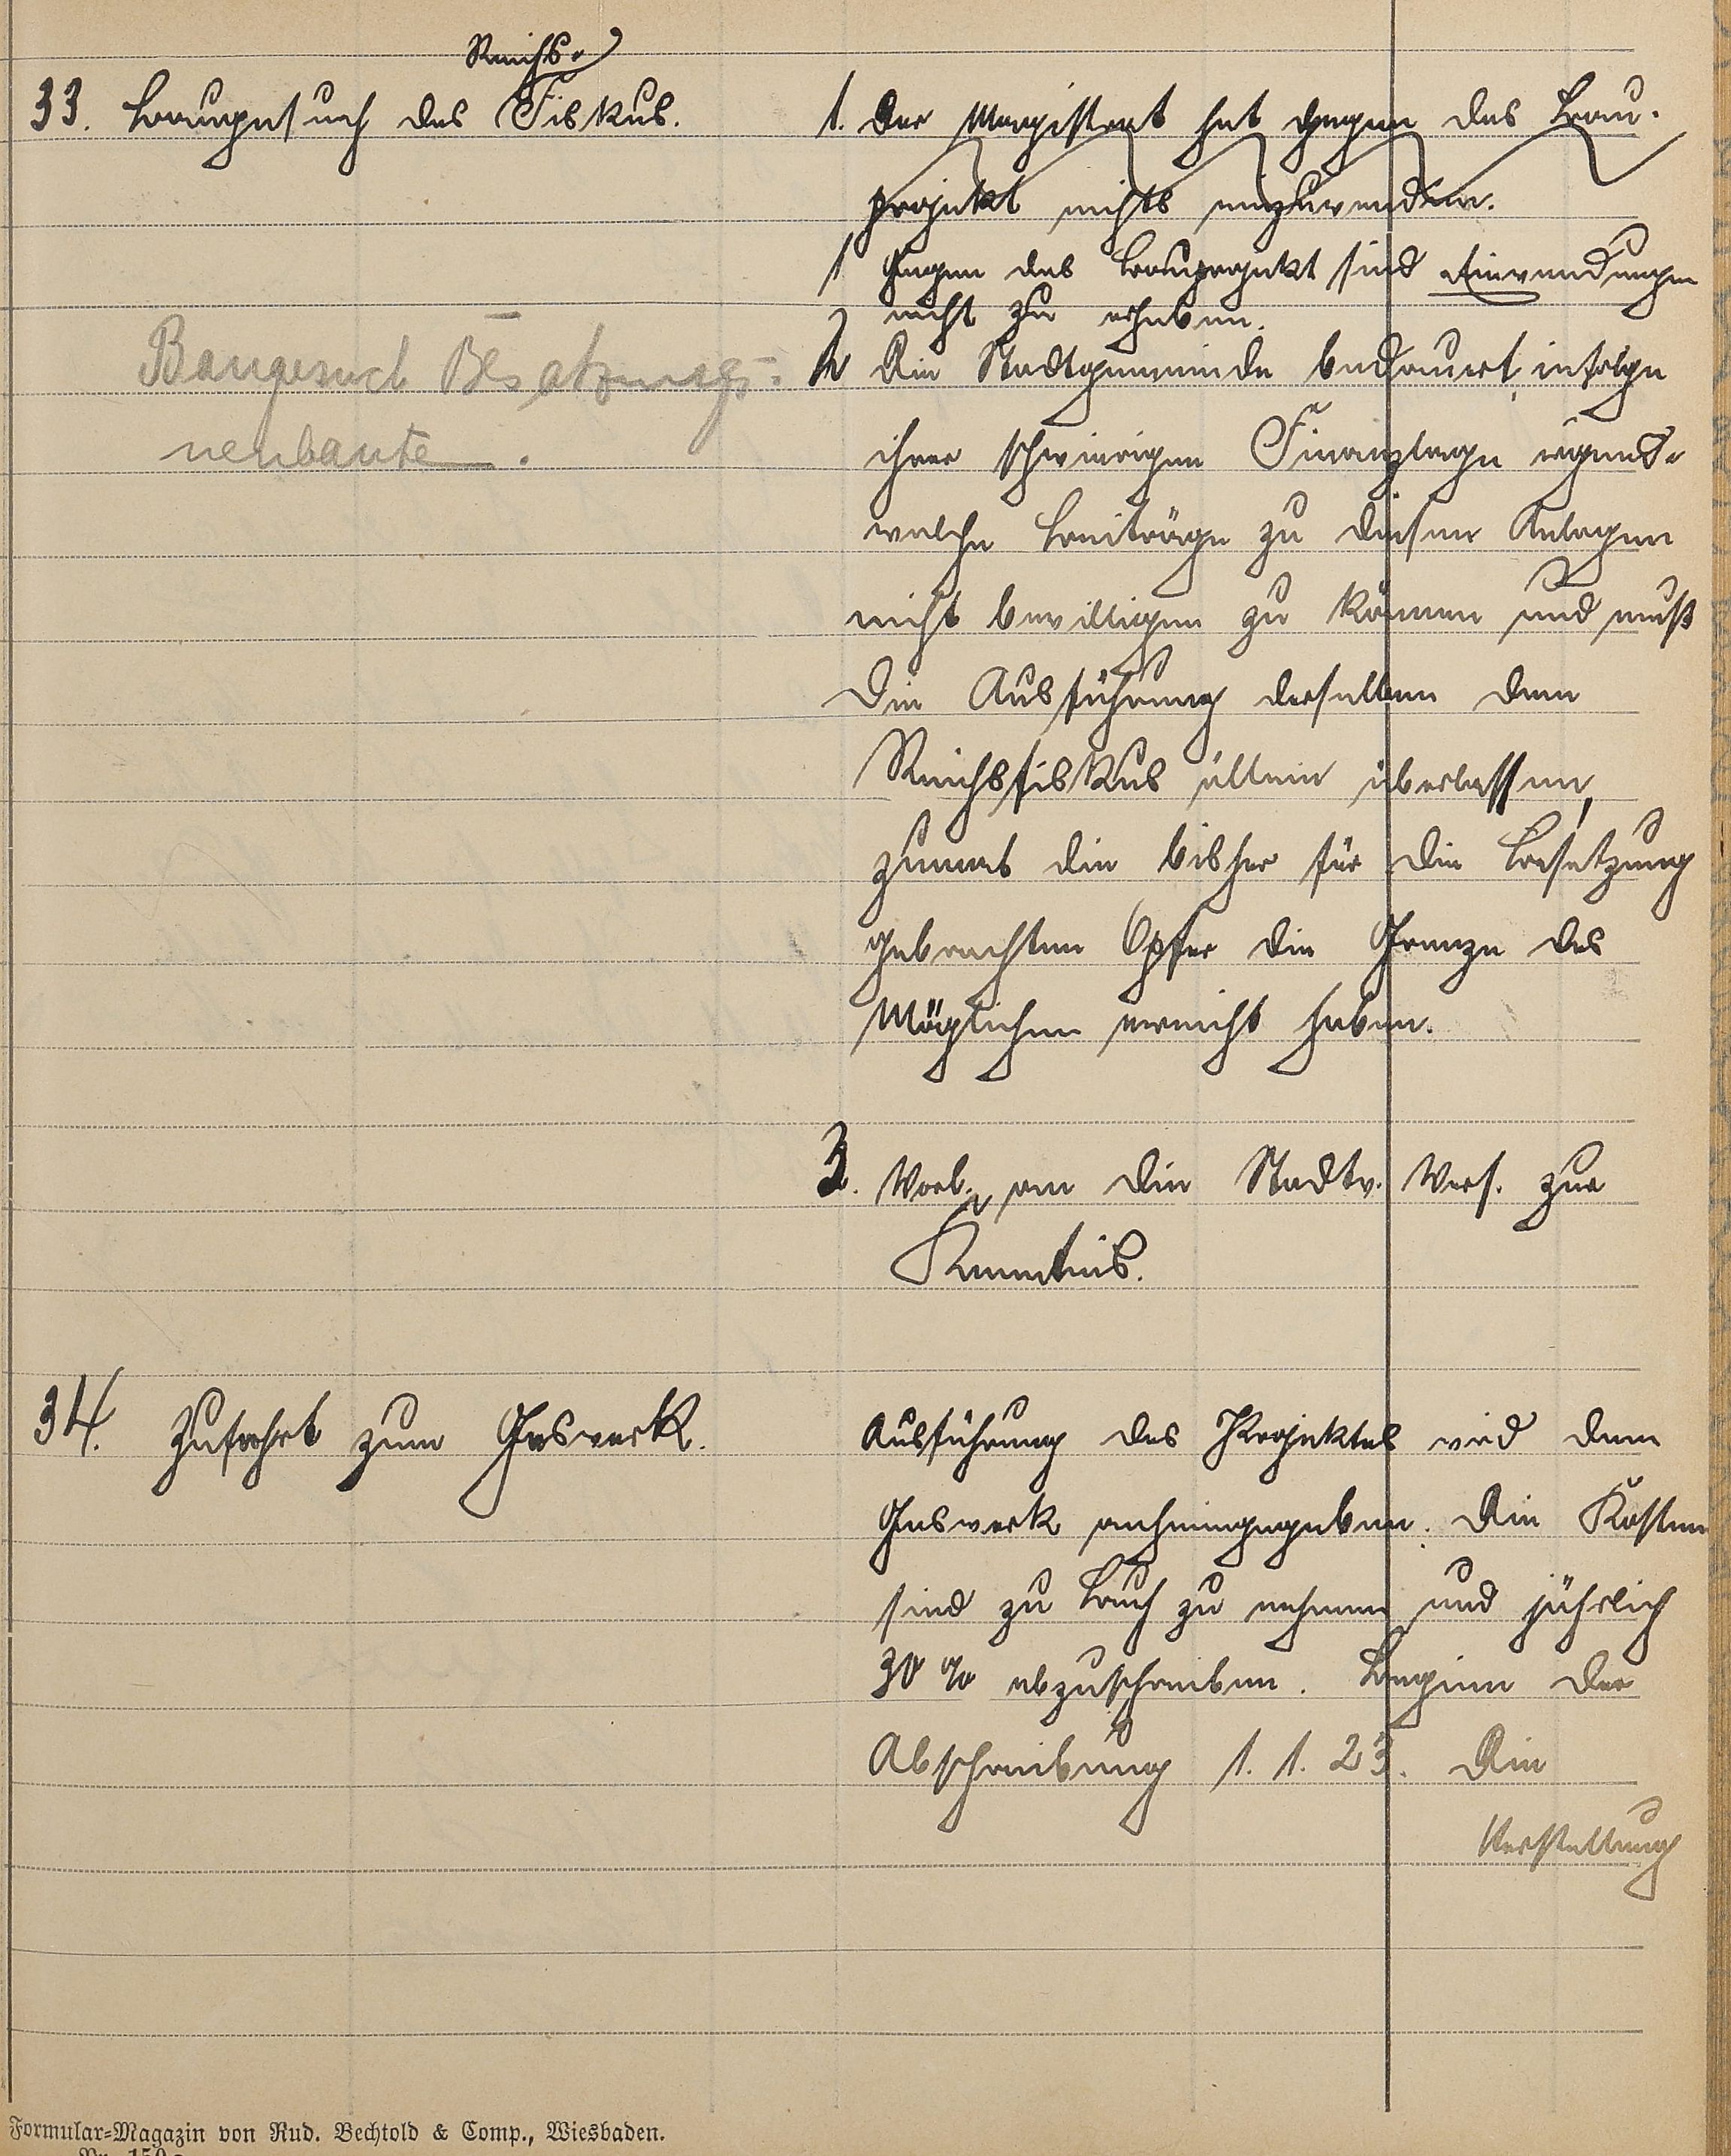 Reichs-
33. Baugesuch des Fiskus.
Baugesuch Besatzungs-
neubauten.
1. Der Magistrat hat gegen das Bau-
projekt nichts einzuwenden.
1 Gegen das Bauprojekt sind Einwendungen
nicht zu erheben.
2 Die Stadtgemeinde bedauert, infolge
ihrer schwierigen Finanzlage irgend-
welche Beiträge zu diesen Anlagen
nicht bewilligen zu können und muß
die Ausführung derselben dem
Reichsfiskus allein überlassen,
zumal die bisher für die Besetzung
gebrachten Opfer die Grenze des
Möglichen erreicht haben.
3. Vorl. an die Stadtv. Vers. zur
Kenntnis.
34. Zufahrt zum Gaswerk.
Ausführung des Projektes wird dem
Gaswerk anheimgegeben. Die Kosten
sind zu Buch zu nehmen und jährlich
30 % abzuschreiben. Beginn der
Abschreibung 1. 1. 23. Die
Herstellung
Formular-Magazin von Rud. Bechtold & Comp., Wiesbaden.